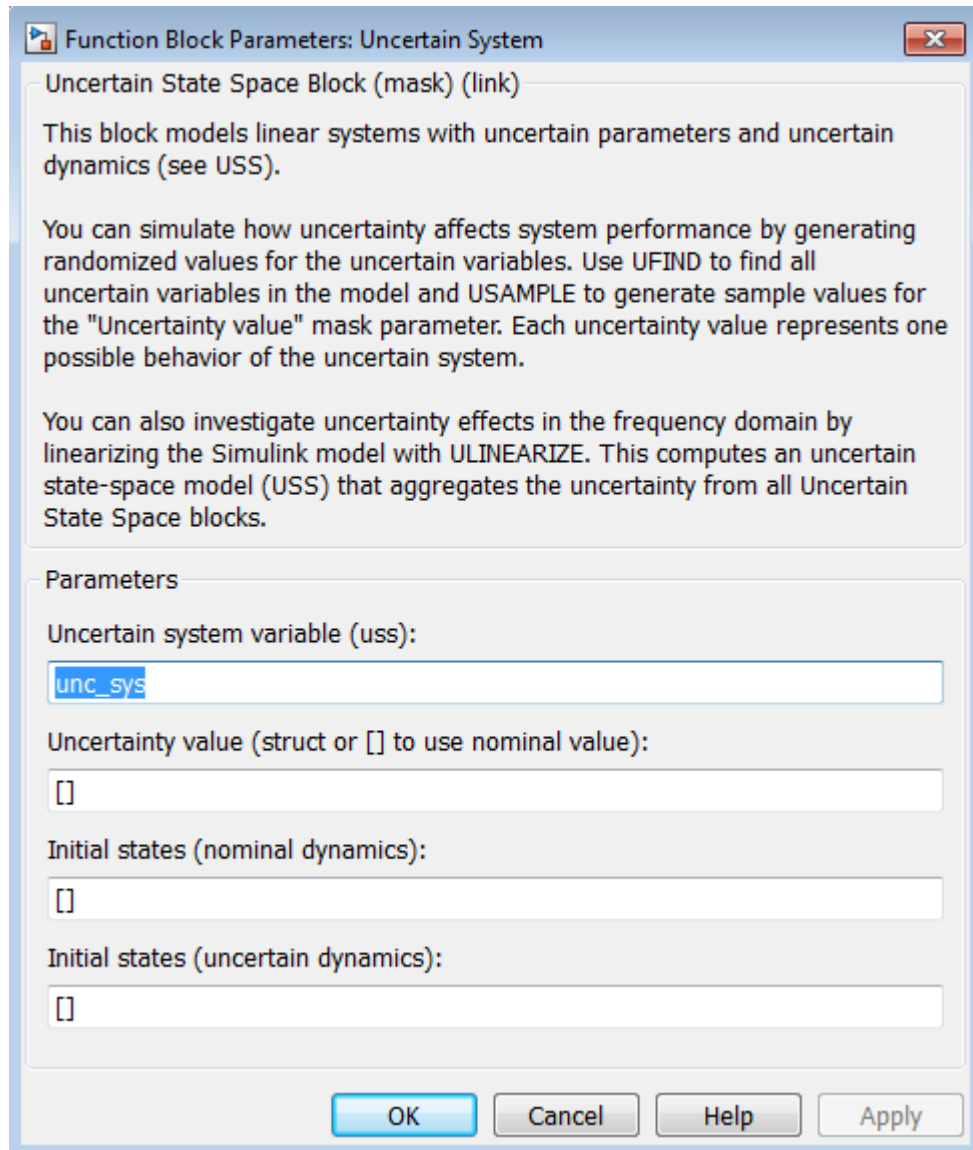 Function Block Parameters: Uncertain System
Uncertain State Space Block (mask) (link)
This block models linear systems with uncertain parameters and uncertain
dynamics (see USS).
You can simulate how uncertainty affects system performance by generating
randomized values for the uncertain variables. Use UFIND to find all
uncertain variables in the model and USAMPLE to generate sample values for
the "Uncertainty value" mask parameter. Each uncertainty value represents one
possible behavior of the uncertain system.
You can also investigate uncertainty effects in the frequency domain by
linearizing the Simulink model with ULINEARIZE. This computes an uncertain
state-space model (USS) that aggregates the uncertainty from all Uncertain
State Space blocks.
Parameters
Uncertain system variable (uss):
unc_sys
Uncertainty value (struct or [] to use nominal value):
[]
Initial states (nominal dynamics):
[]
Initial states (uncertain dynamics):
[]
OK Cancel Help Apply